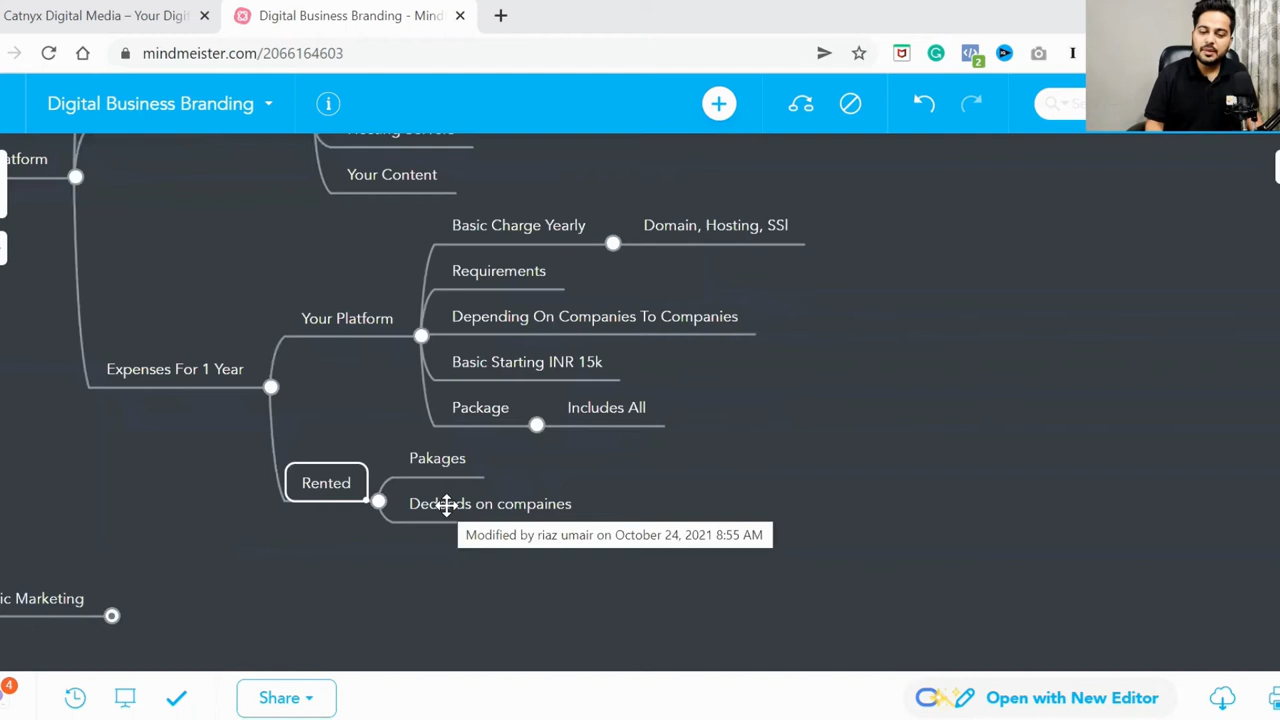 Catnyx Digital Media – Your Digit
Digital Business Branding - Mind
mindmeister.com/2066164603
2
I
Digital Business Branding
atform
Your Content
Basic Charge Yearly
Domain, Hosting, SSl
Requirements
Your Platform
Depending On Companies To Companies
Expenses For 1 Year
Basic Starting INR 15k
Package
Includes All
Pakages
Rented
on compaines
Modified by riaz umair on October 24, 2021 8:55 AM
ic Marketing
4
Share
Open with New Editor